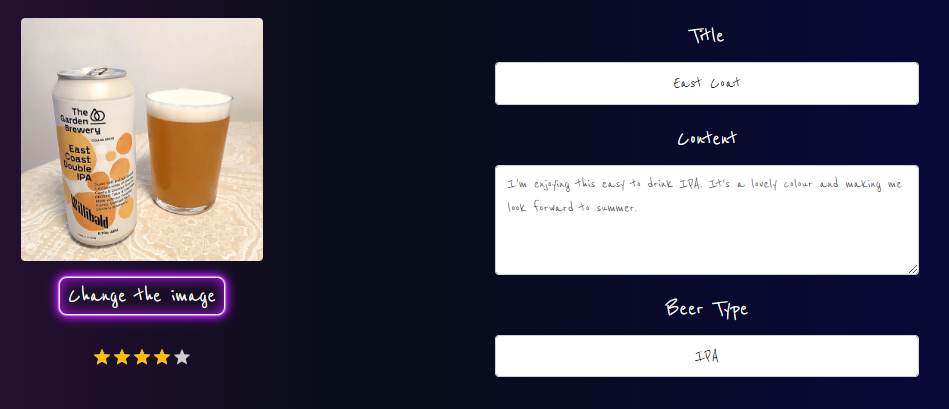 The
Garden
Brewery
East
Coast
Double
IPA
Willibald
Change the image
Title
East Coat
Content
I'm enjoying this easy to drink IPA. It's a lovely colour and making me
look forward to summer.
Beer Type
IPA